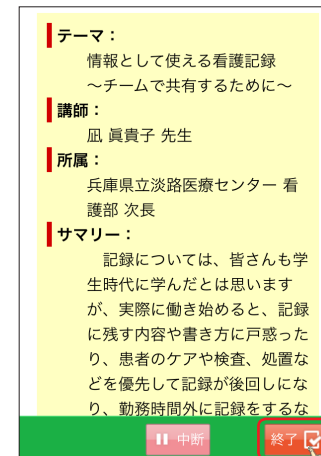 テーマ：
情報として使える看護記録
～チームで共有するために～
講師：
凪 眞貴子 先生
所属：
兵庫県立淡路医療センター 看
護部 次長
サマリー：
　記録については、皆さんも学
生時代に学んだとは思います
が、実際に働き始めると、記録
に残す内容や書き方に戸惑った
り、患者のケアや検査、処置な
どを優先して記録が後回しにな
り、勤務時間外に記録をするな
中断
終了